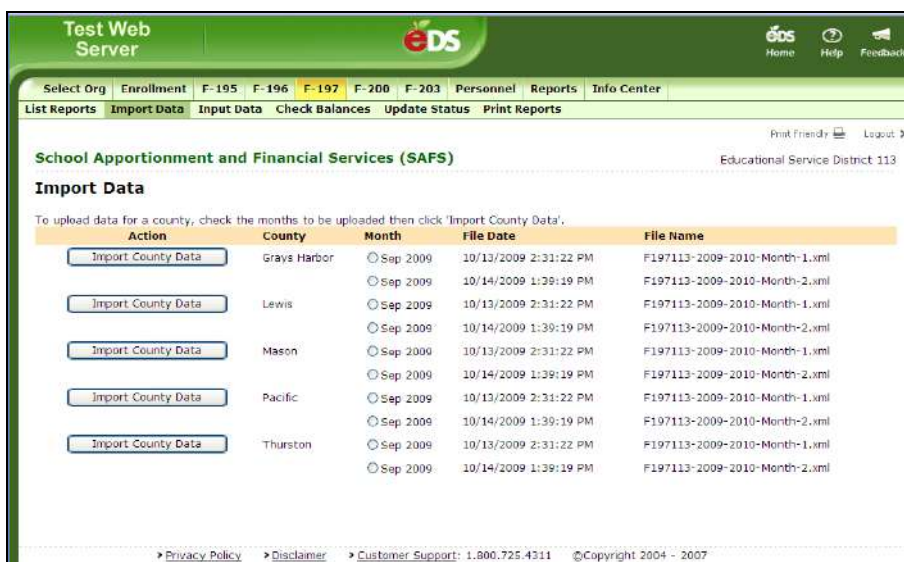 Test Web
Server
eDS
eDS
Home Help Feedback
Select Org Enrollment F-195 F-196 F-197 F-200 F-203 Personnel Reports Info Center
List Reports Import Data Input Data Check Balances Update Status Print Reports
Print Friendly Logout
School Apportionment and Financial Services (SAFS)
Educational Service District 113
Import Data
To upload data for a county, check the months to be uploaded then click 'Import County Data'.
Action County Month File Date File Name
Import County Data Grays Harbor Sep 2009 10/13/2009 2:31:22 PM F197113-2009-2010-Month-1.xml
Sep 2009 10/14/2009 1:39:19 PM F197113-2009-2010-Month-2.xml
Import County Data Lewis Sep 2009 10/13/2009 2:31:22 PM F197113-2009-2010-Month-1.xml
Sep 2009 10/14/2009 1:39:19 PM F197113-2009-2010-Month-2.xml
Import County Data Mason Sep 2009 10/13/2009 2:31:22 PM F197113-2009-2010-Month-1.xml
Sep 2009 10/14/2009 1:39:19 PM F197113-2009-2010-Month-2.xml
Import County Data Pacific Sep 2009 10/13/2009 2:31:22 PM F197113-2009-2010-Month-1.xml
Sep 2009 10/14/2009 1:39:19 PM F197113-2009-2010-Month-2.xml
Import County Data Thurston Sep 2009 10/13/2009 2:31:22 PM F197113-2009-2010-Month-1.xml
Sep 2009 10/14/2009 1:39:19 PM F197113-2009-2010-Month-2.xml
Privacy Policy Disclaimer Customer Support: 1.800.725.4311 ©Copyright 2004 - 2007